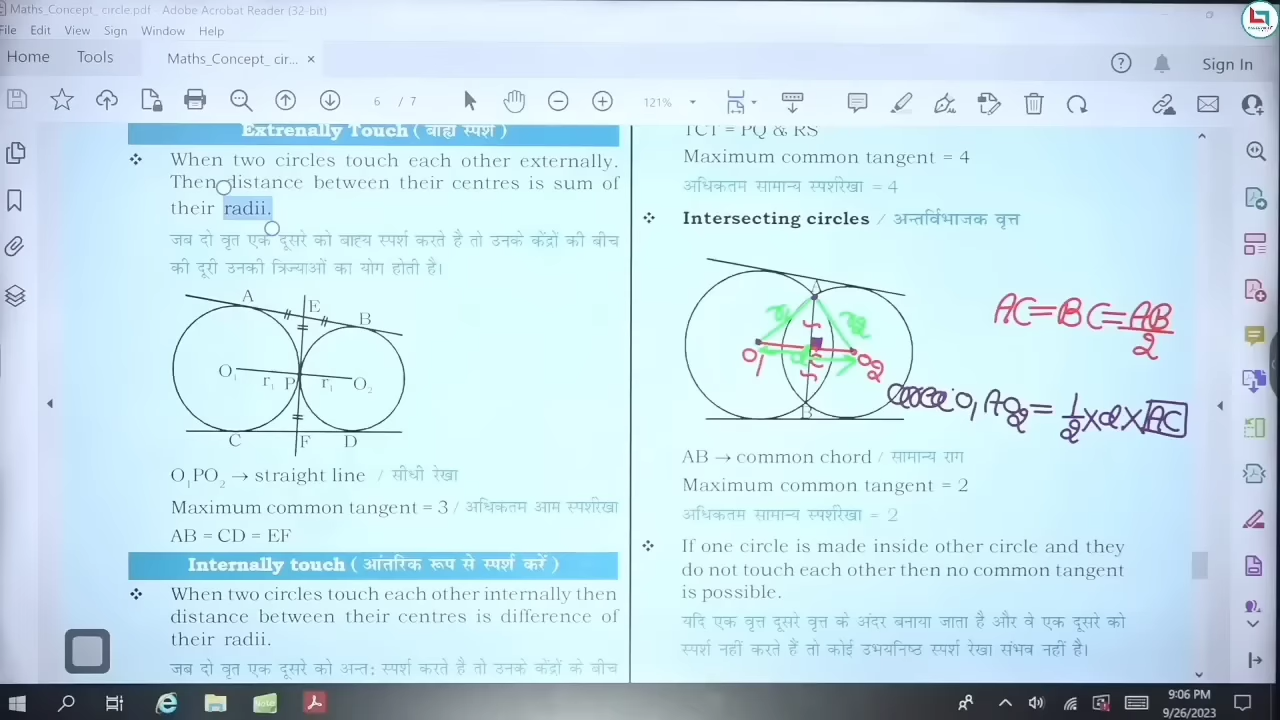 Maths_Concept_ circle.pdf - Adobe Acrobat Reader (32-bit)
File Edit View Sign Window Help
Home Tools Maths_Concept_ cir... × Sign In
6 / 7 121%
Extrenally Touch ( बाह्य स्पर्श )
When two circles touch each other externally.
Then distance between their centres is sum of
their radii.
जब दो वृत एक दूसरे को बाह्य स्पर्श करते है तो उनके केंद्रों की बीच
की दूरी उनकी त्रिज्याओं का योग होती है।
A E B
O1 r1 P r1 O2
C F D
O1PO2 → straight line / सीधी रेखा
Maximum common tangent = 3 / अधिकतम आम स्पर्शरेखा
AB = CD = EF
Internally touch ( आंतरिक रूप से स्पर्श करें )
When two circles touch each other internally then
distance between their centres is difference of
their radii.
जब दो वृत एक दूसरे को अन्त: स्पर्श करते है तो उनके केंद्रों के बीच
TCT = PQ & RS
Maximum common tangent = 4
अधिकतम सामान्य स्पर्शरेखा = 4
Intersecting circles / अन्तर्विभाजक वृत्त
A
r2
O1 d O2
B
AC = BC = AB/2
O1AO2 = 1/2 × d × AC
AB → common chord / सामान्य राग
Maximum common tangent = 2
अधिकतम सामान्य स्पर्शरेखा = 2
If one circle is made inside other circle and they
do not touch each other then no common tangent
is possible.
यदि एक वृत्त दूसरे वृत्त के अंदर बनाया जाता है और वे एक दूसरे को
स्पर्श नहीं करते हैं तो कोई उभयनिष्ठ स्पर्श रेखा संभव नहीं है।
9:06 PM
9/26/2023